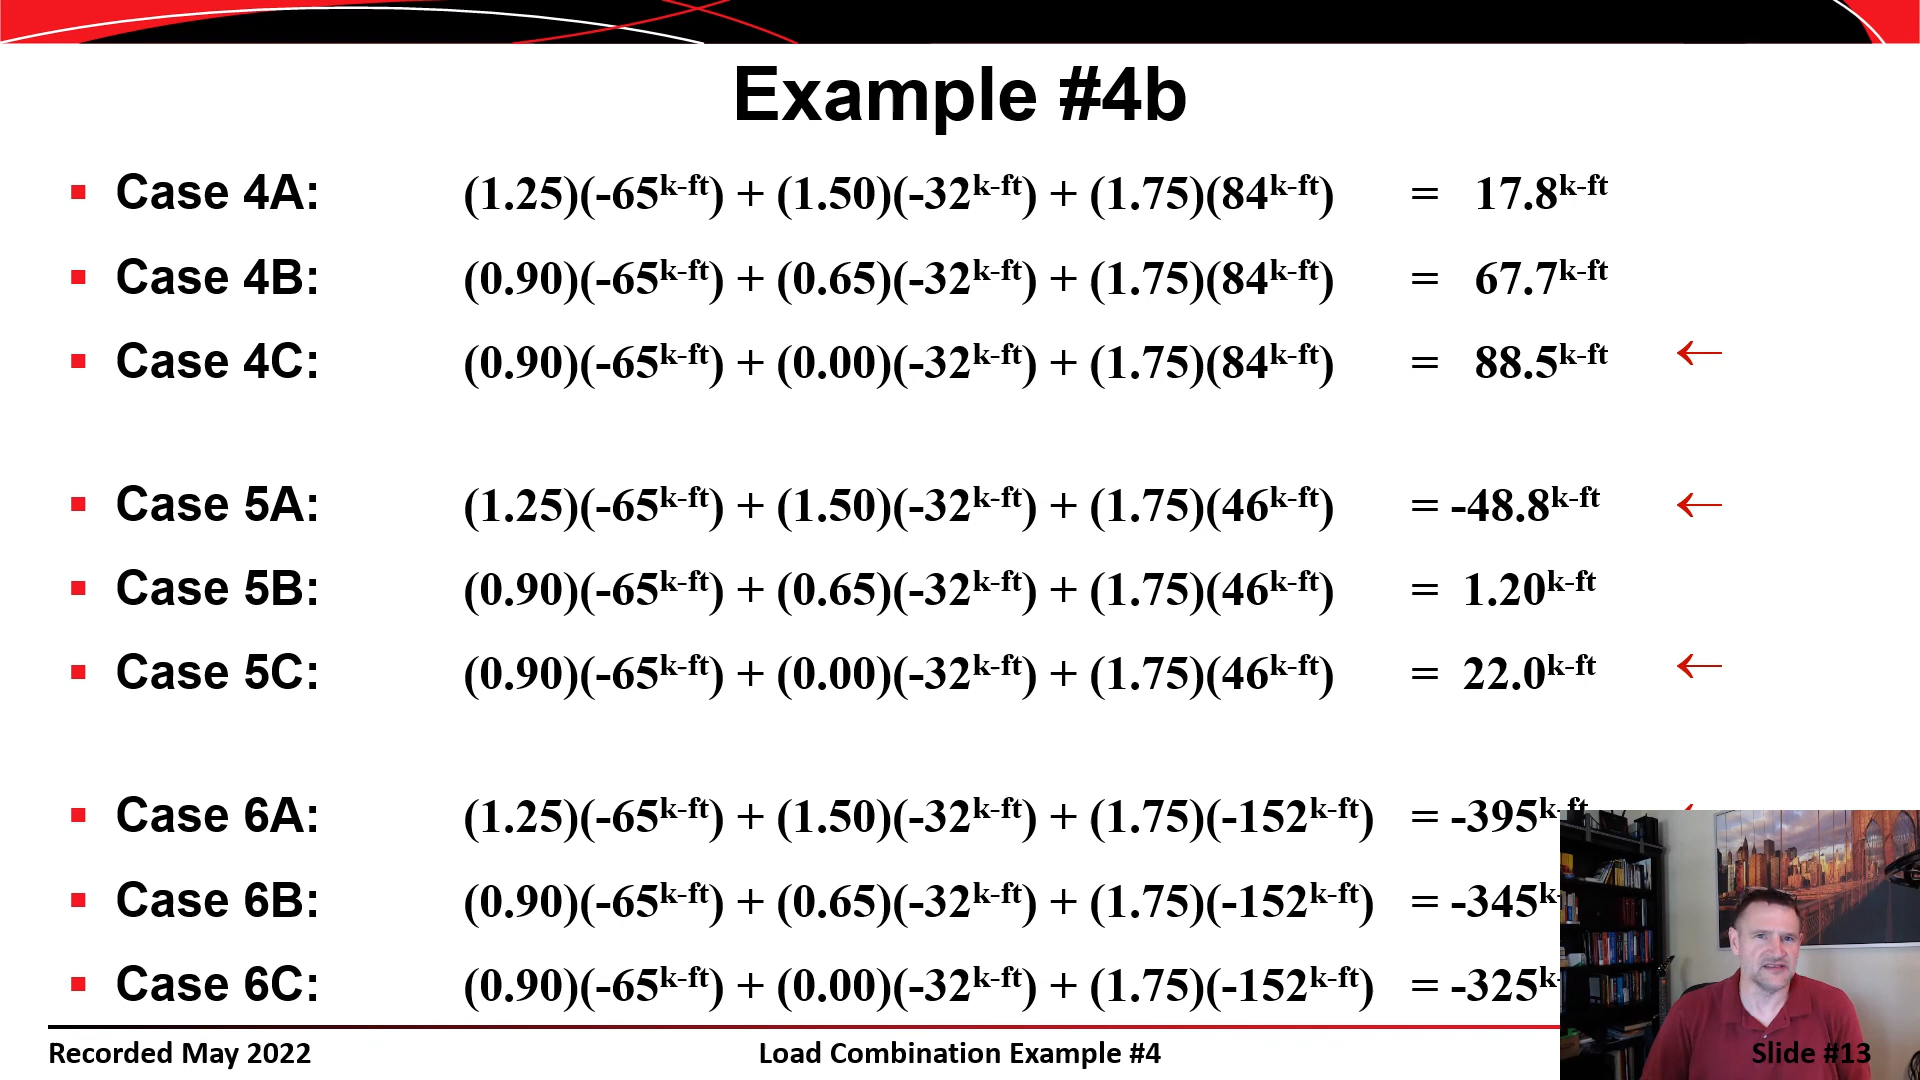 Example #4b
▪ Case 4A: (1.25)(-65k-ft) + (1.50)(-32k-ft) + (1.75)(84k-ft) = 17.8k-ft
▪ Case 4B: (0.90)(-65k-ft) + (0.65)(-32k-ft) + (1.75)(84k-ft) = 67.7k-ft
▪ Case 4C: (0.90)(-65k-ft) + (0.00)(-32k-ft) + (1.75)(84k-ft) = 88.5k-ft ←
▪ Case 5A: (1.25)(-65k-ft) + (1.50)(-32k-ft) + (1.75)(46k-ft) = -48.8k-ft ←
▪ Case 5B: (0.90)(-65k-ft) + (0.65)(-32k-ft) + (1.75)(46k-ft) = 1.20k-ft
▪ Case 5C: (0.90)(-65k-ft) + (0.00)(-32k-ft) + (1.75)(46k-ft) = 22.0k-ft ←
▪ Case 6A: (1.25)(-65k-ft) + (1.50)(-32k-ft) + (1.75)(-152k-ft) = -395k-ft
▪ Case 6B: (0.90)(-65k-ft) + (0.65)(-32k-ft) + (1.75)(-152k-ft) = -345k-
▪ Case 6C: (0.90)(-65k-ft) + (0.00)(-32k-ft) + (1.75)(-152k-ft) = -325k-
Recorded May 2022 Load Combination Example #4 Slide #13